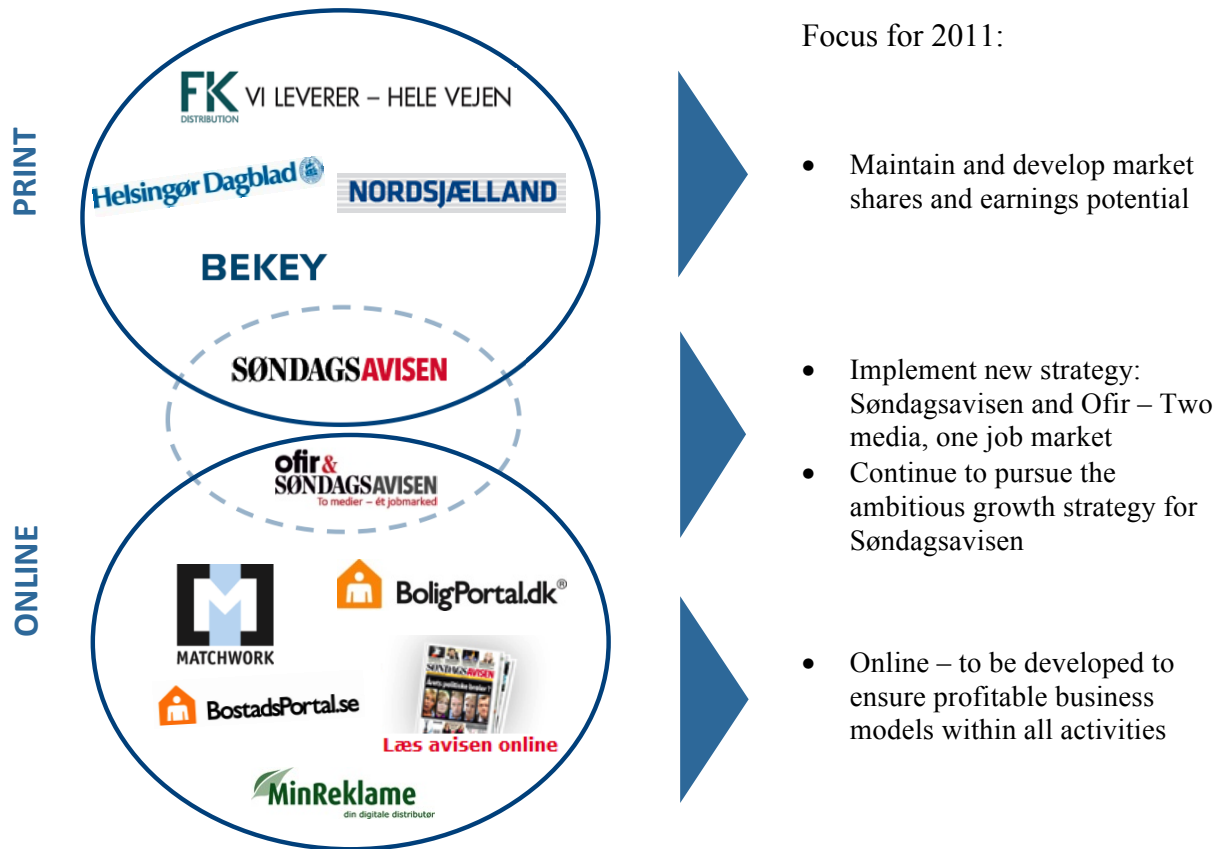 Focus for 2011:
PRINT
FK VI LEVERER – HELE VEJEN
DISTRIBUTION
Helsingør Dagblad
NORDSJÆLLAND
BEKEY
• Maintain and develop market
shares and earnings potential
SØNDAGSAVISEN
ofir &
SØNDAGSAVISEN
To medier – ét jobmarked
• Implement new strategy:
Søndagsavisen and Ofir – Two
media, one job market
• Continue to pursue the
ambitious growth strategy for
Søndagsavisen
ONLINE
MATCHWORK
BoligPortal.dk®
BostadsPortal.se
SØNDAGSAVISEN
Læs avisen online
MinReklame
din digitale distributør
• Online – to be developed to
ensure profitable business
models within all activities